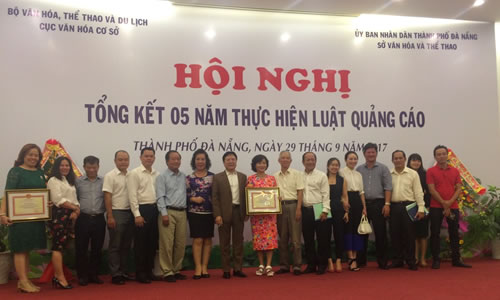 BỘ VĂN HÓA, THỂ THAO VÀ DU LỊCH
CỤC VĂN HÓA CƠ SỞ
ỦY BAN NHÂN DÂN THÀNH PHỐ ĐÀ NẴNG
SỞ VĂN HÓA VÀ THỂ THAO
HỘI NGHỊ
TỔNG KẾT 05 NĂM THỰC HIỆN LUẬT QUẢNG CÁO
THÀNH PHỐ ĐÀ NẴNG, NGÀY 29 THÁNG 9 NĂM 2017